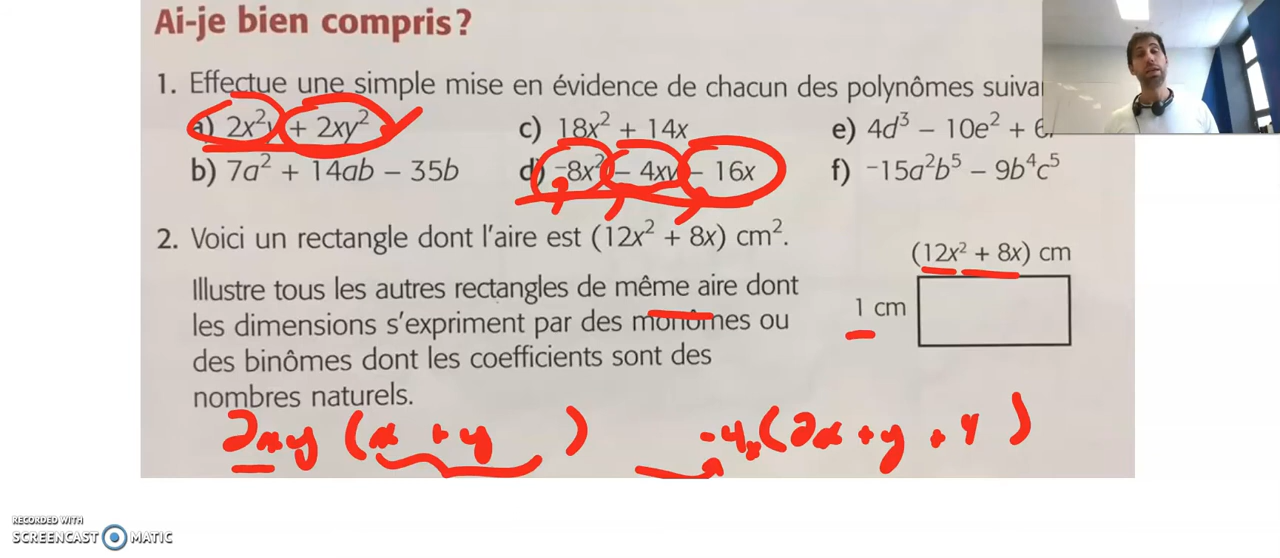 Ai-je bien compris?
1. Effectue une simple mise en évidence de chacun des polynômes suiva
a) 2x²y + 2xy²
c) 18x² + 14x
e) 4d³ − 10e² + 6
b) 7a² + 14ab − 35b
d) ⁻8x² − 4xy − 16x
f) ⁻15a²b⁵ − 9b⁴c⁵
2. Voici un rectangle dont l'aire est (12x² + 8x) cm².
(12x² + 8x) cm
Illustre tous les autres rectangles de même aire dont
1 cm
les dimensions s'expriment par des monômes ou
des binômes dont les coefficients sont des
nombres naturels.
2xy (x + y)
-4x(2x + y + 4)
RECORDED WITH
SCREENCAST MATIC